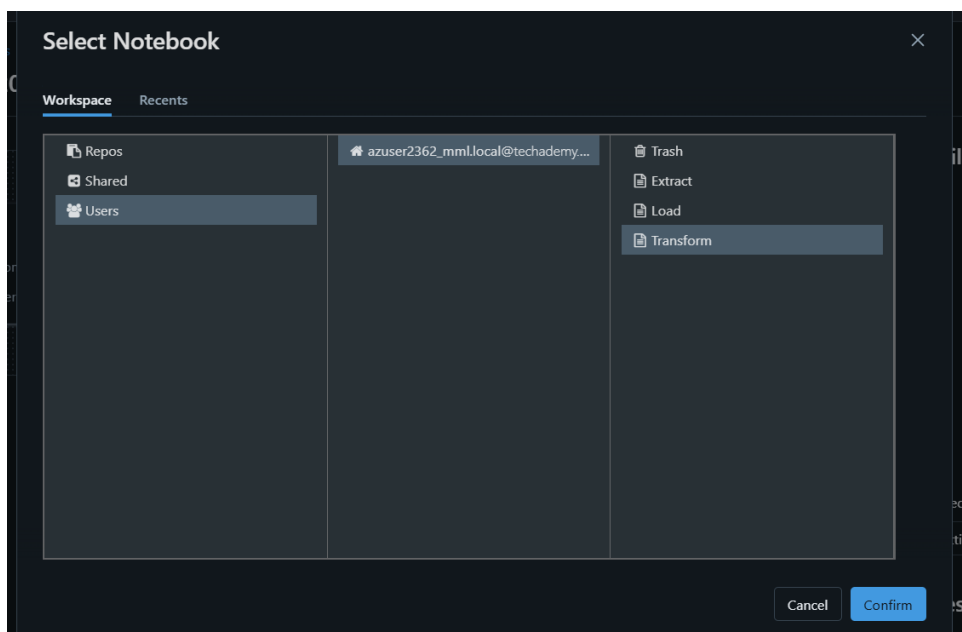 Select Notebook
Workspace Recents
Repos
Shared
Users
azuser2362_mml.local@techademy....
Trash
Extract
Load
Transform
Cancel Confirm